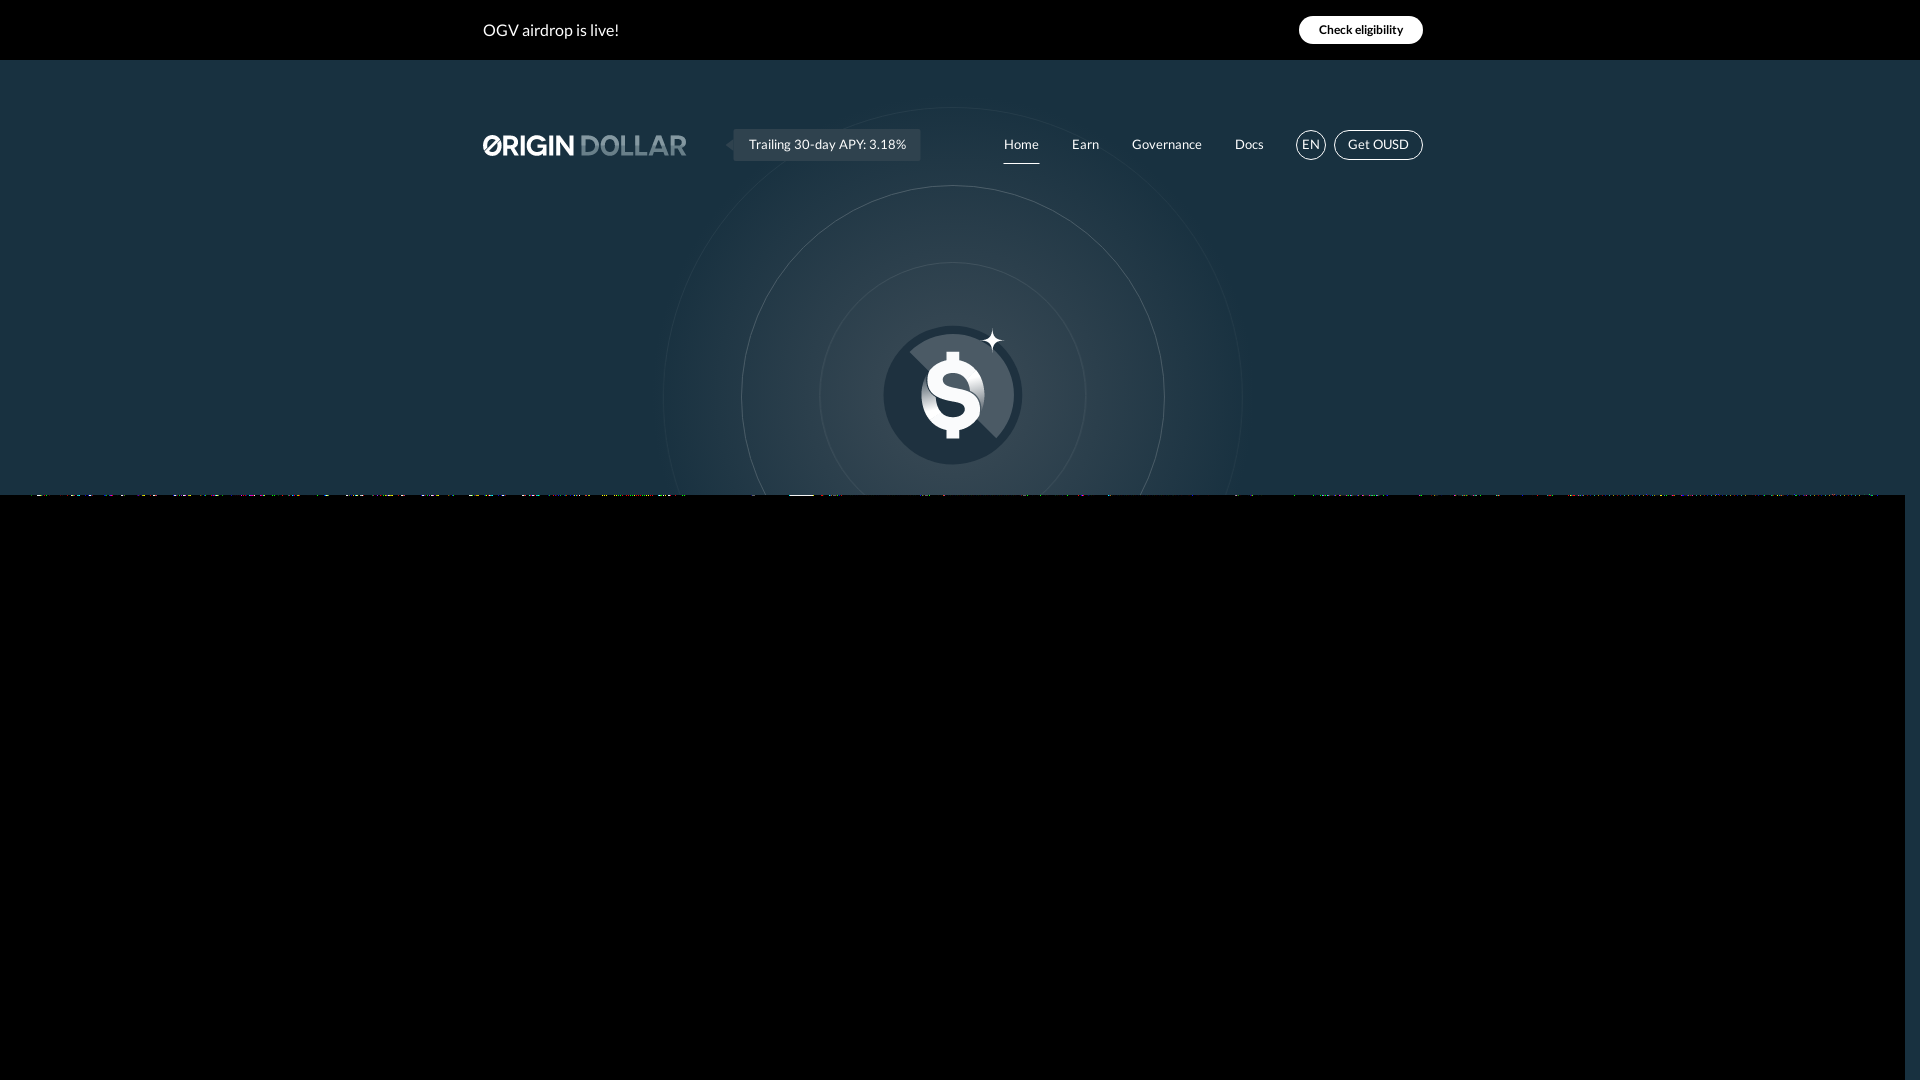 OGV airdrop is live!
Check eligibility
ORIGIN DOLLAR
Trailing 30-day APY: 3.18%
Home
Earn
Governance
Docs
EN
Get OUSD